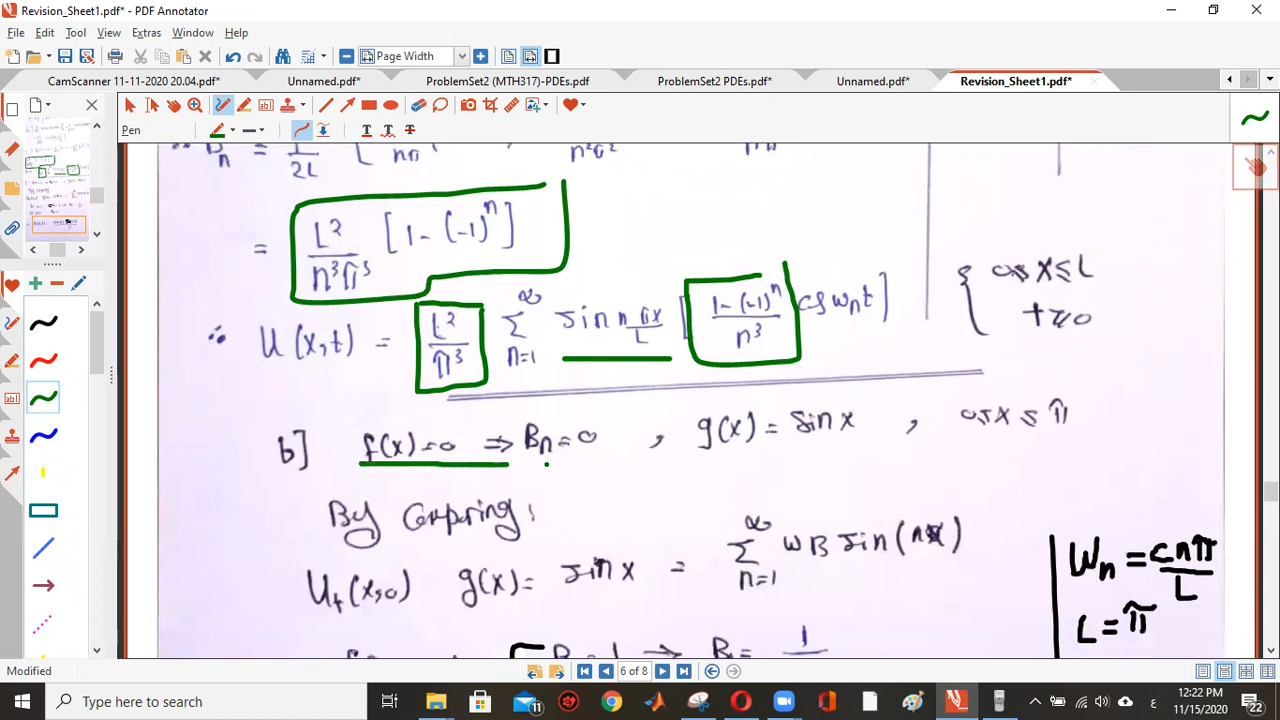 Revision_Sheet1* - PDF Annotator
File Edit Tool View Extras Window Help
Page Width
CamScanner 11-11-2020 20.04.pdf* Unnamed.pdf* ProblemSet2 (MTH317)-PDEs.pdf ProblemSet2 PDEs.pdf* Unnamed.pdf* Revision_Sheet1.pdf*
Pen
= L²/n³π³ [1-(-1)ⁿ]
∴ U(x,t) = L²/π³ ∑ n=1 ∞ sin nπx/L [ 1-(-1)ⁿ/n³ cos wₙt ] { 0≤x≤L
t≥0
b] f(x)=0 ⇒ Bₙ=0 , g(x)= sin x , 0≤x≤π
By Comparing:
Uₜ(x,0) g(x)= sin x = ∑ n=1 ∞ wB sin(nx)
Wₙ = cnπ/L
L = π
Modified 6 of 8
Type here to search
11
ع
12:22 PM
11/15/2020
22